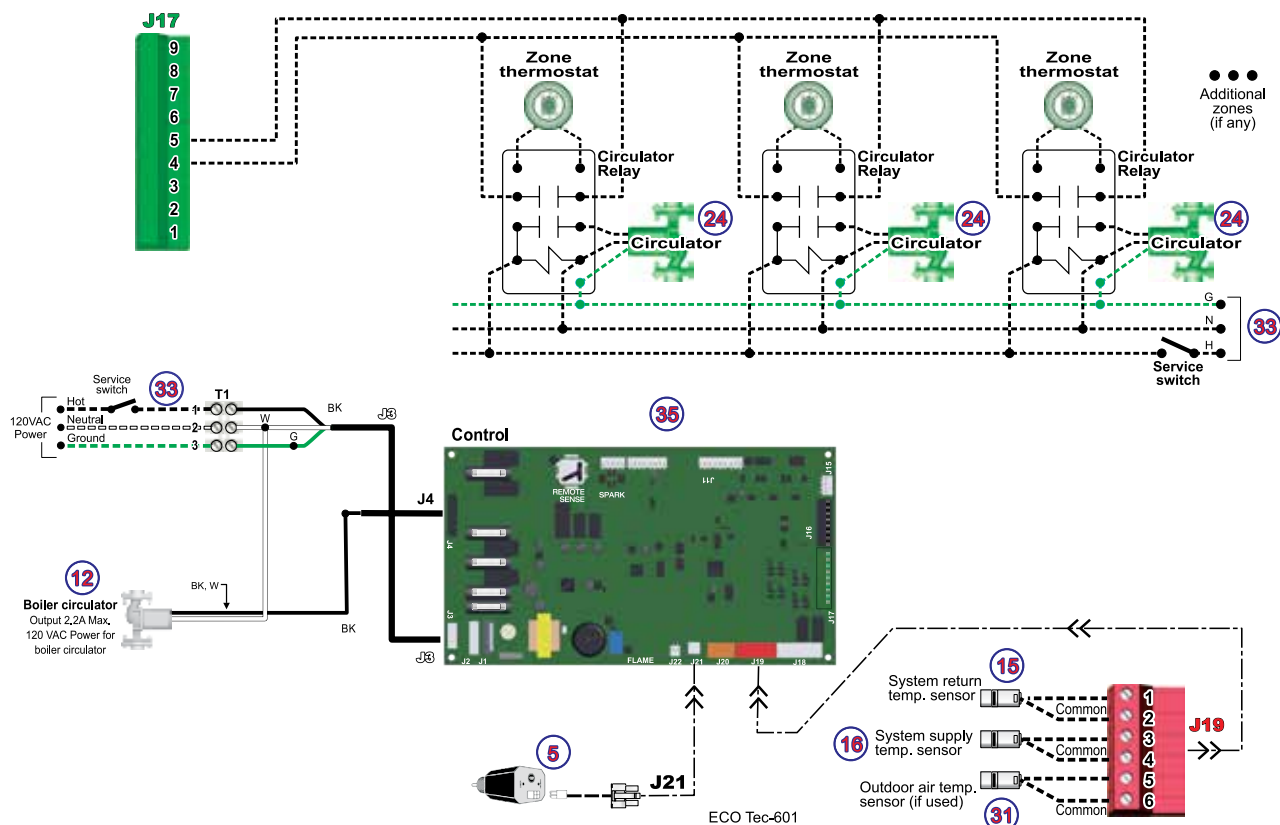 J17
9
8
7
6
5
4
3
2
1
Zone
thermostat
Zone
thermostat
Zone
thermostat
Additional
zones
(if any)
Circulator
Relay
Circulator
Relay
Circulator
Relay
24
24
24
Circulator
Circulator
Circulator
G
N
H
33
Service
switch
Service
switch
33
T1
Hot
1
BK
120VAC
Power
Neutral
2
W
Ground
3
G
J3
35
Control
J4
REMOTE
SENSE
SPARK
J11
J15
J16
J17
J4
J3
J2
J1
FLAME
J22
J21
J20
J19
J18
J3
12
Boiler circulator
Output 2.2A Max.
120 VAC Power for
boiler circulator
BK, W
BK
5
J21
15
System return
temp. sensor
Common
16
System supply
temp. sensor
Common
Outdoor air temp.
sensor (if used)
Common
31
1
2
3
4
5
6
J19
ECO Tec-601